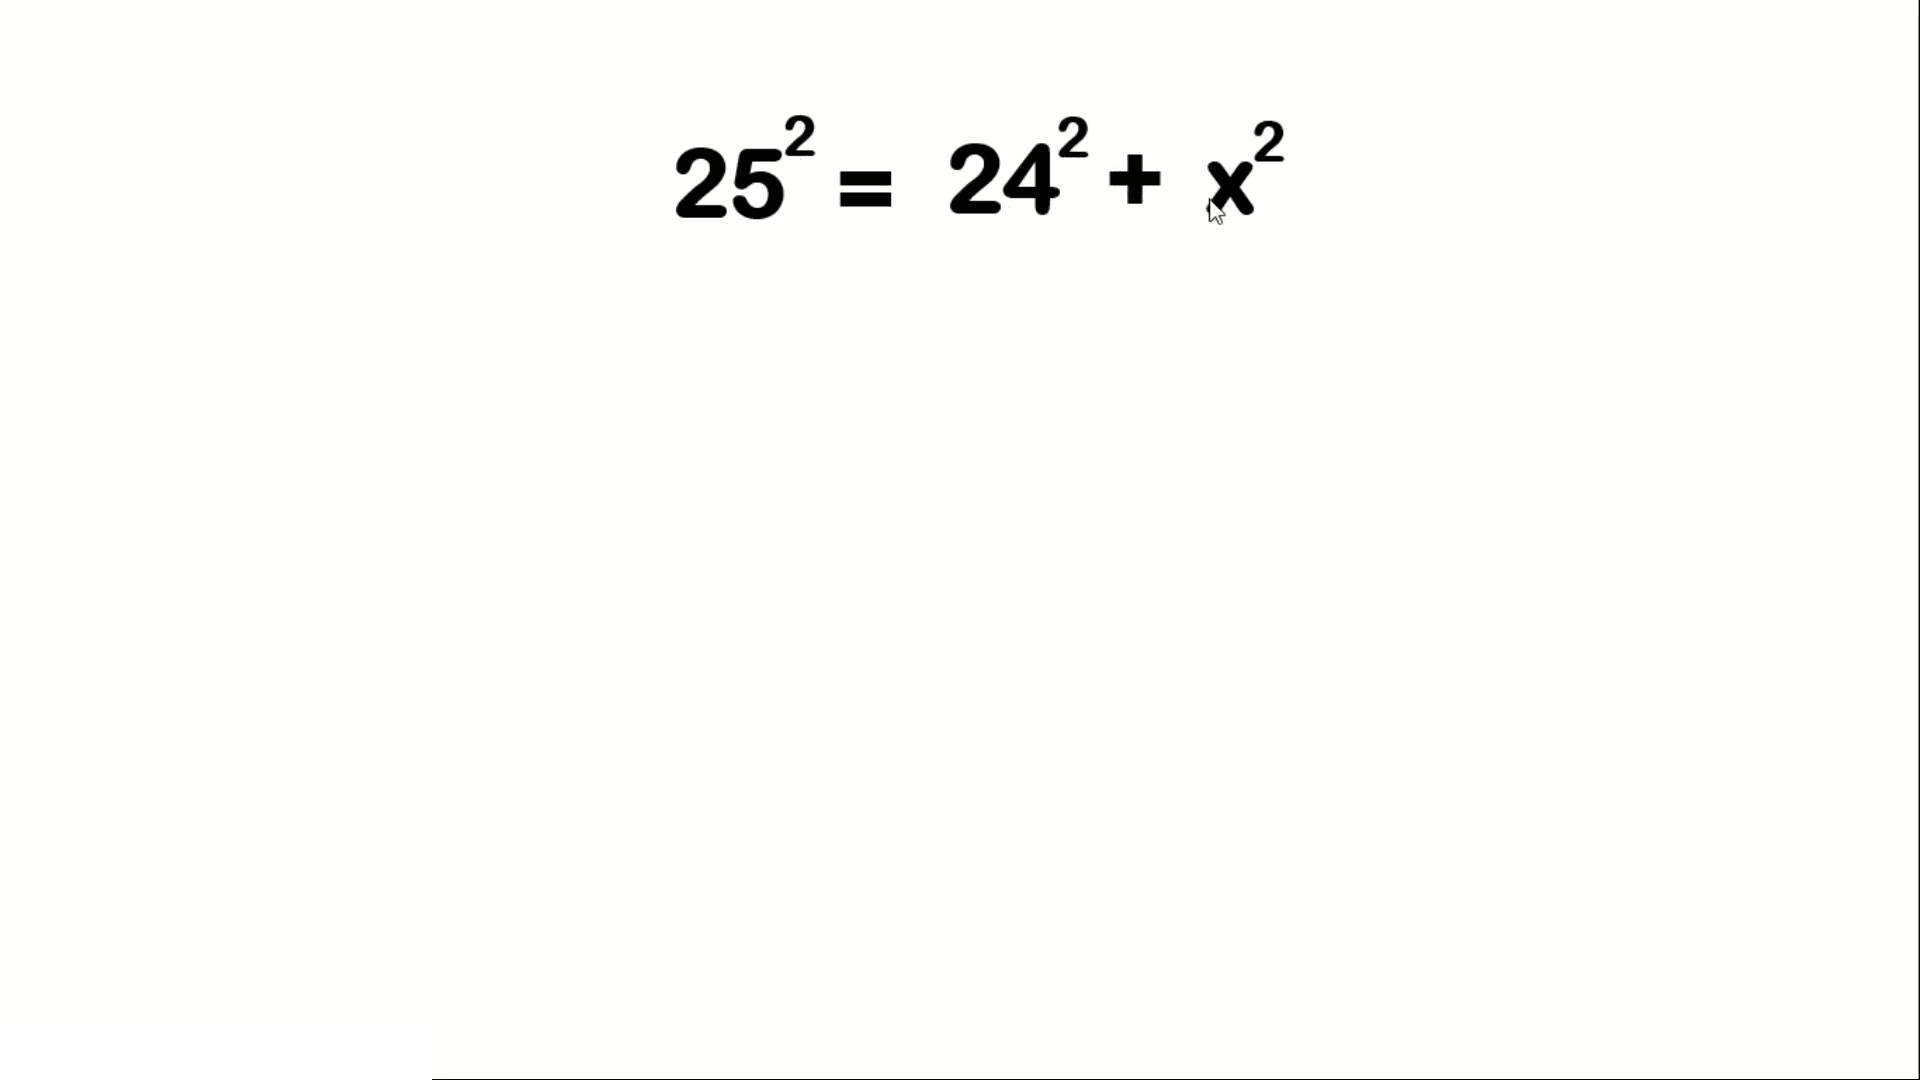 25² = 24² + x²